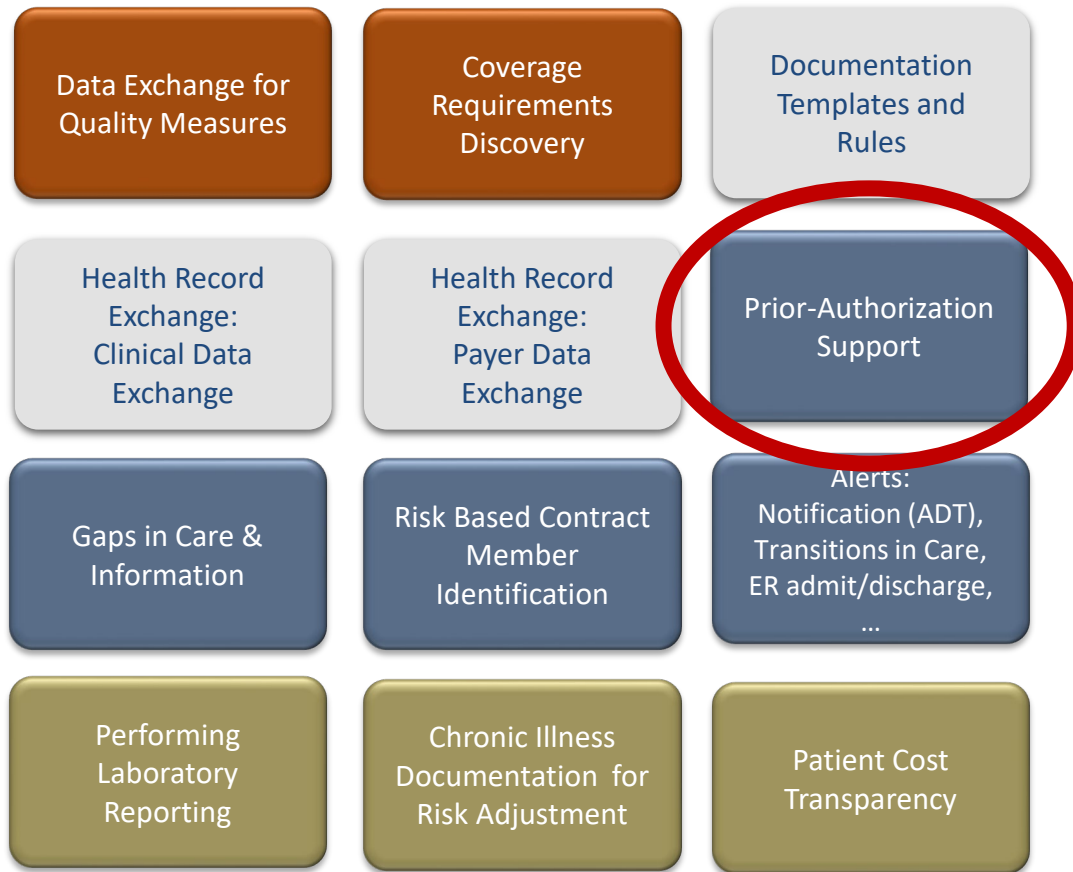 Data Exchange for
Quality Measures
Coverage
Requirements
Discovery
Documentation
Templates and
Rules
Health Record
Exchange:
Clinical Data
Exchange
Health Record
Exchange:
Payer Data
Exchange
Prior-Authorization
Support
Gaps in Care &
Information
Risk Based Contract
Member
Identification
Alerts:
Notification (ADT),
Transitions in Care,
ER admit/discharge,
...
Performing
Laboratory
Reporting
Chronic Illness
Documentation for
Risk Adjustment
Patient Cost
Transparency